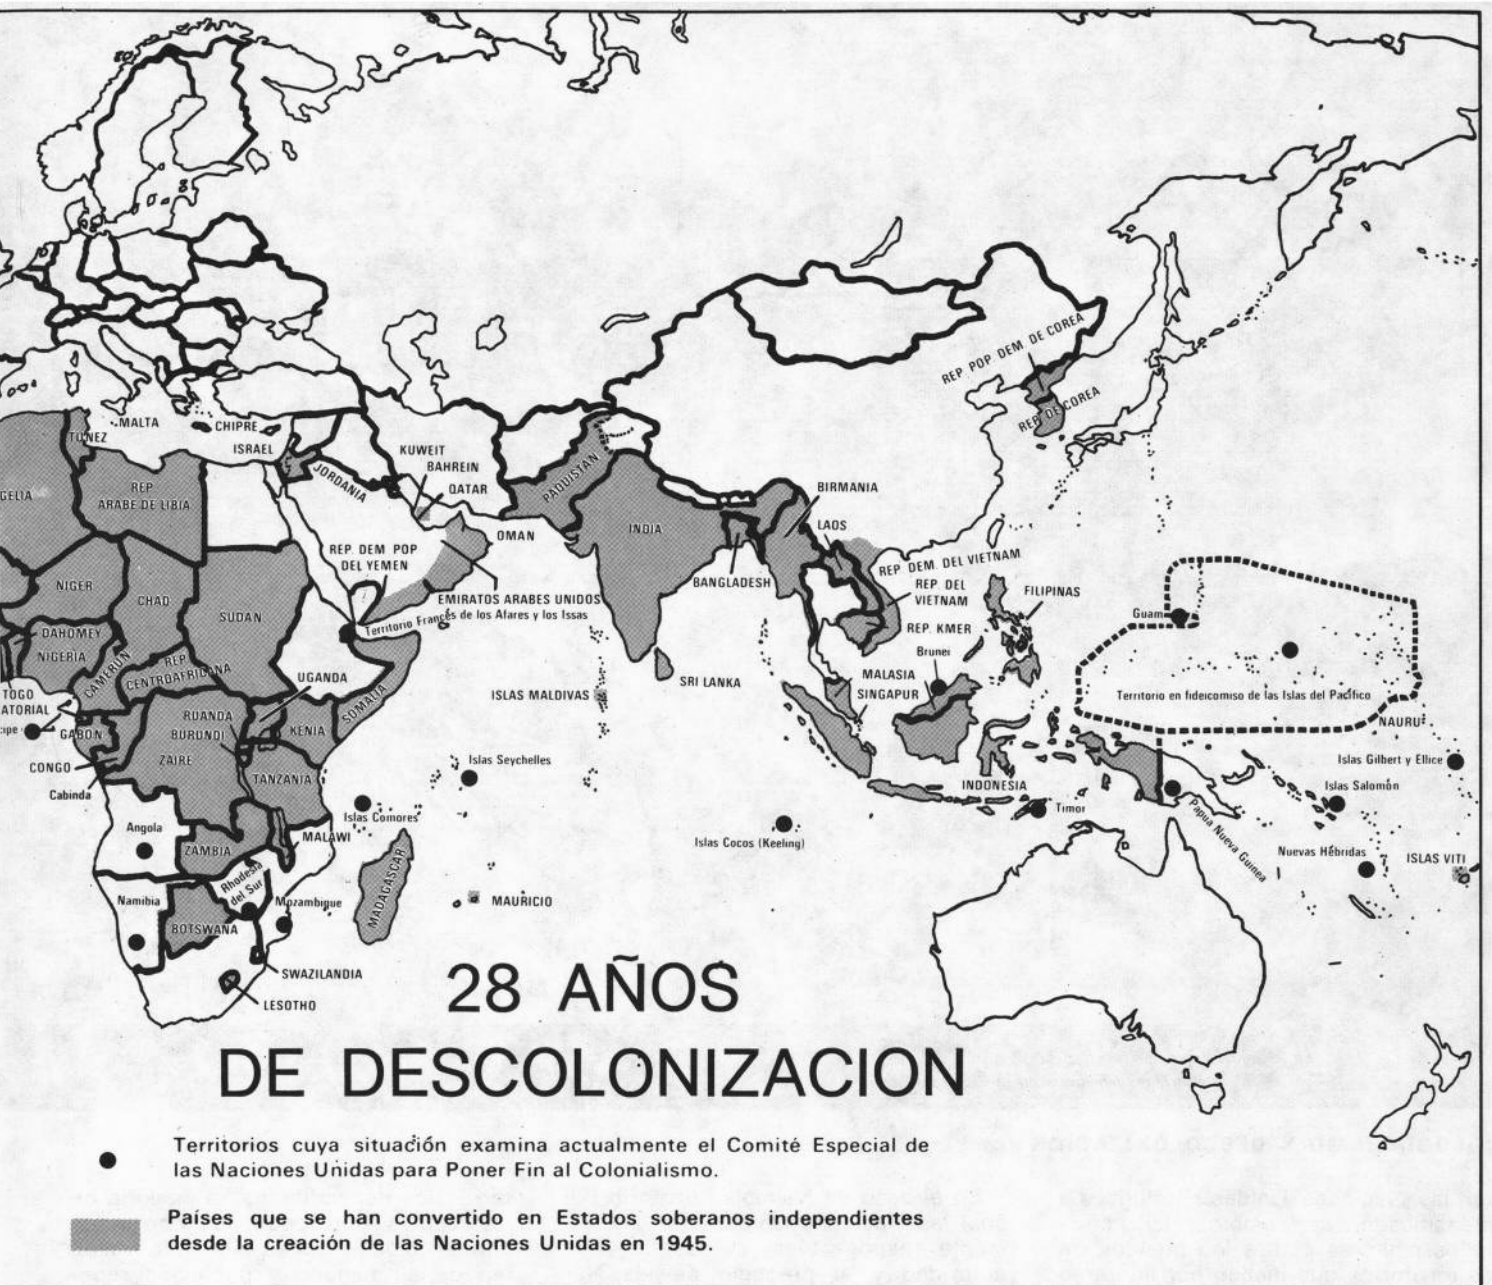 REP. POP. DEM. DE COREA
REP. DE COREA
MALTA
CHIPRE
ISRAEL
TUNEZ
JORDANIA
KUWEIT
BAHREIN
QATAR
PAQUISTAN
GELIA
REP.
ARABE DE LIBIA
OMAN
INDIA
BIRMANIA
LAOS
REP. DEM. DEL VIETNAM
REP. DEM POP
DEL YEMEN
BANGLADESH
REP. DEL
VIETNAM
FILIPINAS
NIGER
CHAD
SUDAN
EMIRATOS ARABES UNIDOS
Territorio Francés de los Afares y los Issas
Guam
REP. KMER
Brunei
DAHOMEY
NIGERIA
CAMERUN
REP.
CENTROAFRICANA
UGANDA
SOMALIA
MALASIA
SINGAPUR
SRI LANKA
ISLAS MALDIVAS
Territorio en fideicomiso de las Islas del Pacífico
TOGO
ATORIAL
cipe
GABON
RUANDA
BURUNDI
KENIA
NAURU
CONGO
ZAIRE
TANZANIA
Islas Seychelles
Islas Gilbert y Ellice
Cabinda
INDONESIA
Islas Salomón
Timor
Papua Nueva Guinea
Angola
Islas Comores
MALAWI
ZAMBIA
Islas Cocos (Keeling)
Nuevas Hébridas
ISLAS VITI
Rhodesia
del Sur
MADAGASCAR
Namibia
Mozambique
MAURICIO
BOTSWANA
SWAZILANDIA
LESOTHO
28 AÑOS
DE DESCOLONIZACION
Territorios cuya situación examina actualmente el Comité Especial de
las Naciones Unidas para Poner Fin al Colonialismo.
Países que se han convertido en Estados soberanos independientes
desde la creación de las Naciones Unidas en 1945.